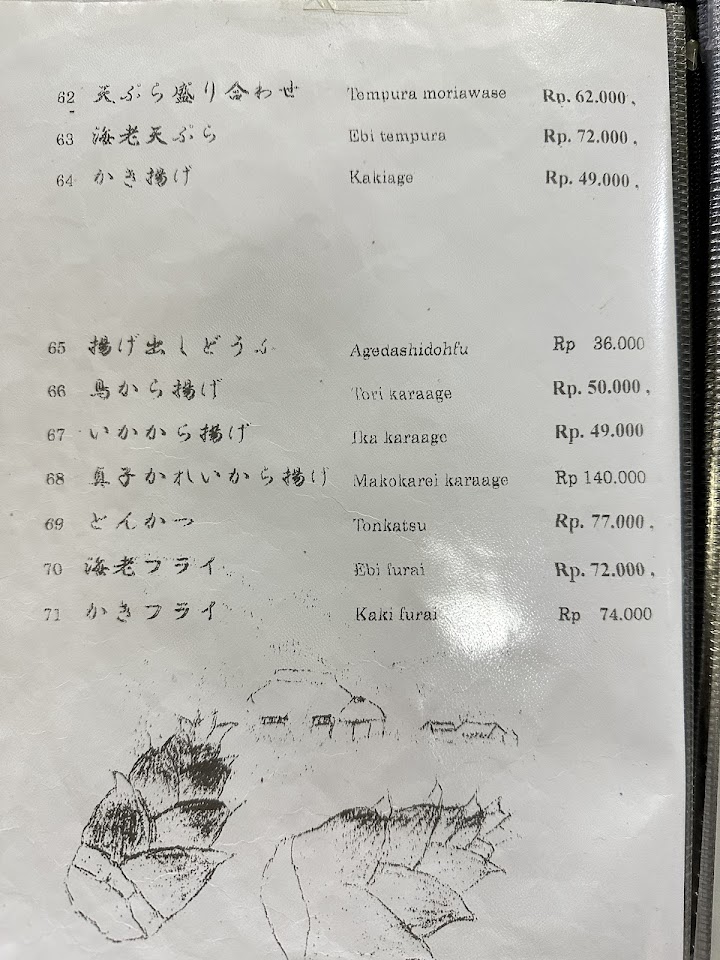 62 天ぷら盛り合わせ Tempura moriawase Rp. 62.000,
63 海老天ぷら Ebi tempura Rp. 72.000,
64 かき揚げ Kakiage Rp. 49.000,
65 揚げ出しどうふ Agedashidohfu Rp 36.000
66 鳥から揚げ Tori karaage Rp. 50.000,
67 いかから揚げ Ika karaage Rp. 49.000
68 真子かれいから揚げ Makokarei karaage Rp 140.000
69 とんかつ Tonkatsu Rp. 77.000,
70 海老フライ Ebi furai Rp. 72.000,
71 かきフライ Kaki furai Rp 74.000